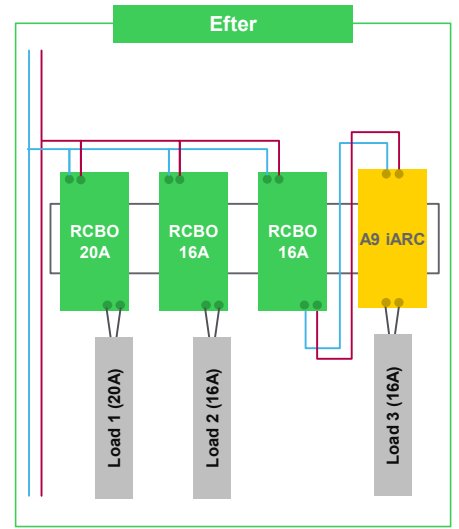 Efter
RCBO
20A
RCBO
16A
RCBO
16A
A9 iARC
Load 1 (20A)
Load 2 (16A)
Load 3 (16A)